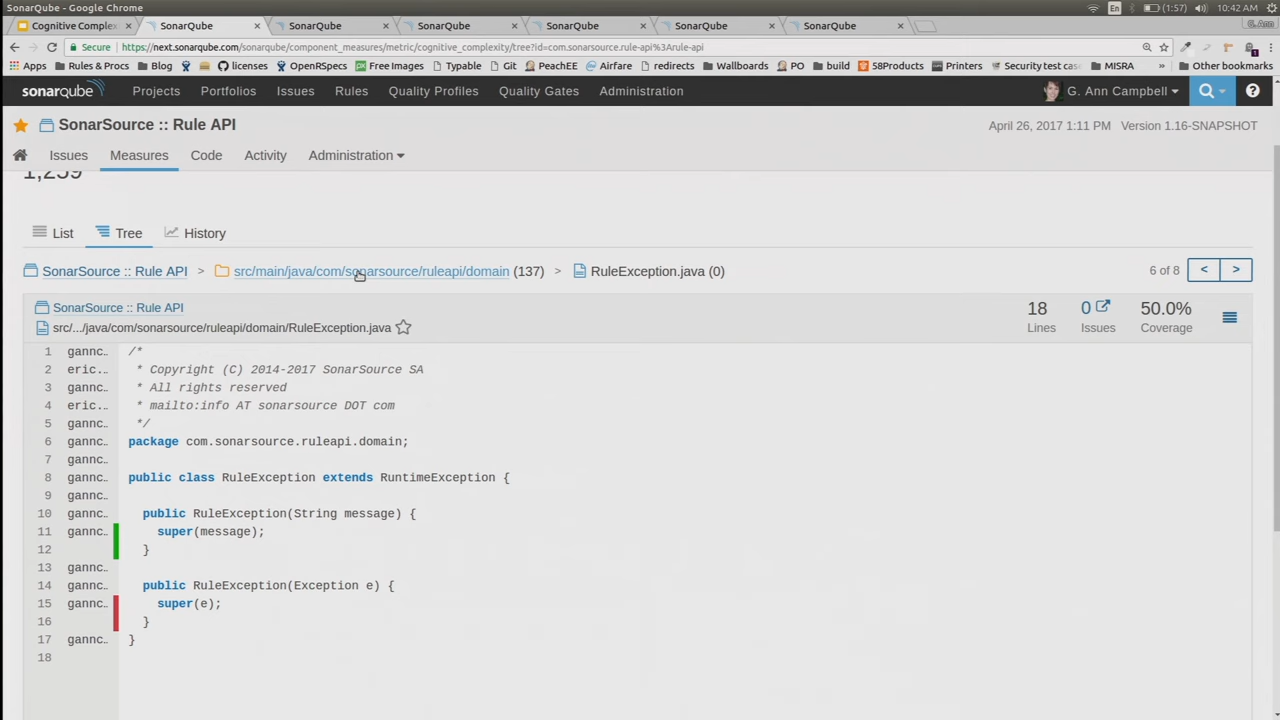 SonarQube - Google Chrome
En
(1:57)
10:42 AM
Cognitive Complex
SonarQube
SonarQube
SonarQube
SonarQube
SonarQube
SonarQube
G. Ann
Secure
https://next.sonarqube.com/sonarqube/component_measures/metric/cognitive_complexity/tree?id=com.sonarsource.rule-api%3Arule-api
Apps
Rules & Procs
Blog
licenses
OpenRSpecs
Free Images
Typable
Git
PeachEE
Airfare
redirects
Wallboards
PO
build
58Products
Printers
Security test cas
MISRA
»
Other bookmarks
sonarqube
Projects
Portfolios
Issues
Rules
Quality Profiles
Quality Gates
Administration
G. Ann Campbell
SonarSource :: Rule API
April 26, 2017 1:11 PM
Version 1.16-SNAPSHOT
Issues
Measures
Code
Activity
Administration
1,259
List
Tree
History
SonarSource :: Rule API > src/main/java/com/sonarsource/ruleapi/domain (137) > RuleException.java (0)
6 of 8
<
>
SonarSource :: Rule API
src/.../java/com/sonarsource/ruleapi/domain/RuleException.java
18
Lines
0
Issues
50.0%
Coverage
1 gannc.. /*
2 eric.... * Copyright (C) 2014-2017 SonarSource SA
3 gannc.. * All rights reserved
4 eric.... * mailto:info AT sonarsource DOT com
5 gannc.. */
6 gannc.. package com.sonarsource.ruleapi.domain;
7 gannc..
8 gannc.. public class RuleException extends RuntimeException {
9 gannc..
10 gannc.. public RuleException(String message) {
11 gannc.. super(message);
12 }
13 gannc..
14 gannc.. public RuleException(Exception e) {
15 gannc.. super(e);
16 }
17 gannc.. }
18